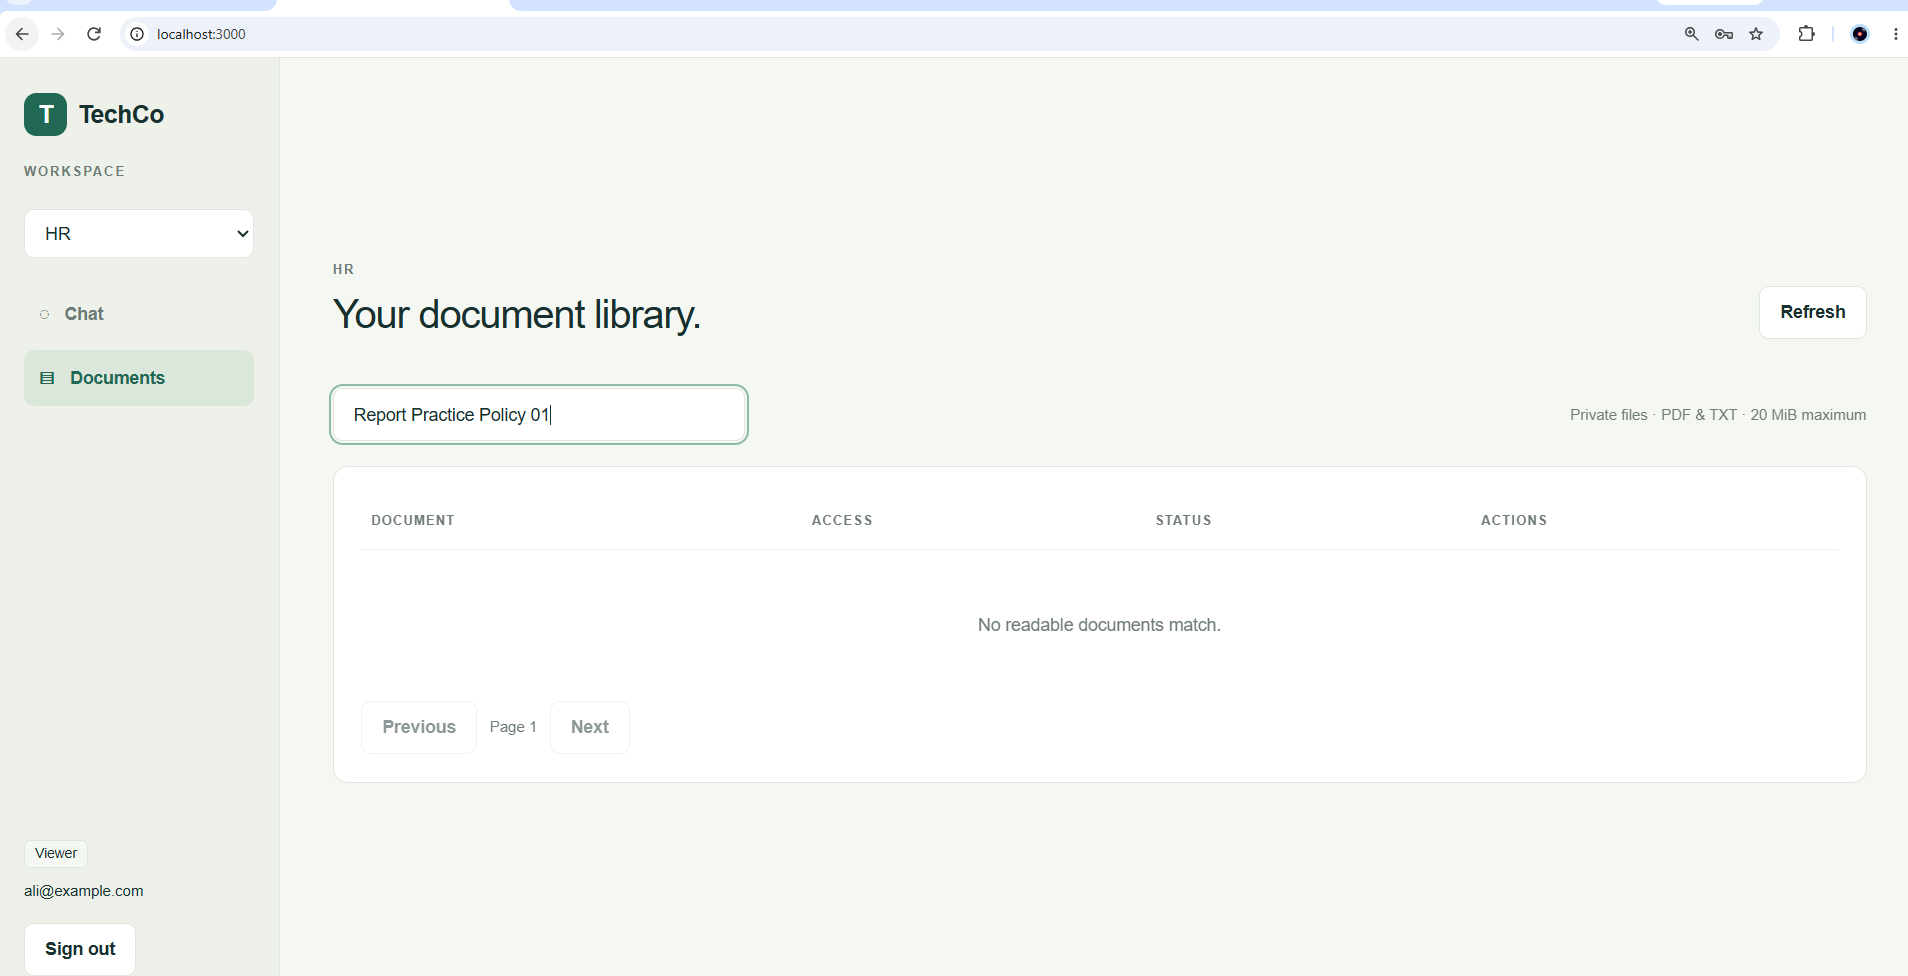 localhost:3000
T TechCo
WORKSPACE
HR
Chat
Documents
HR
Your document library.
Refresh
Report Practice Policy 01
Private files · PDF & TXT · 20 MiB maximum
DOCUMENT ACCESS STATUS ACTIONS
No readable documents match.
Previous Page 1 Next
Viewer
ali@example.com
Sign out